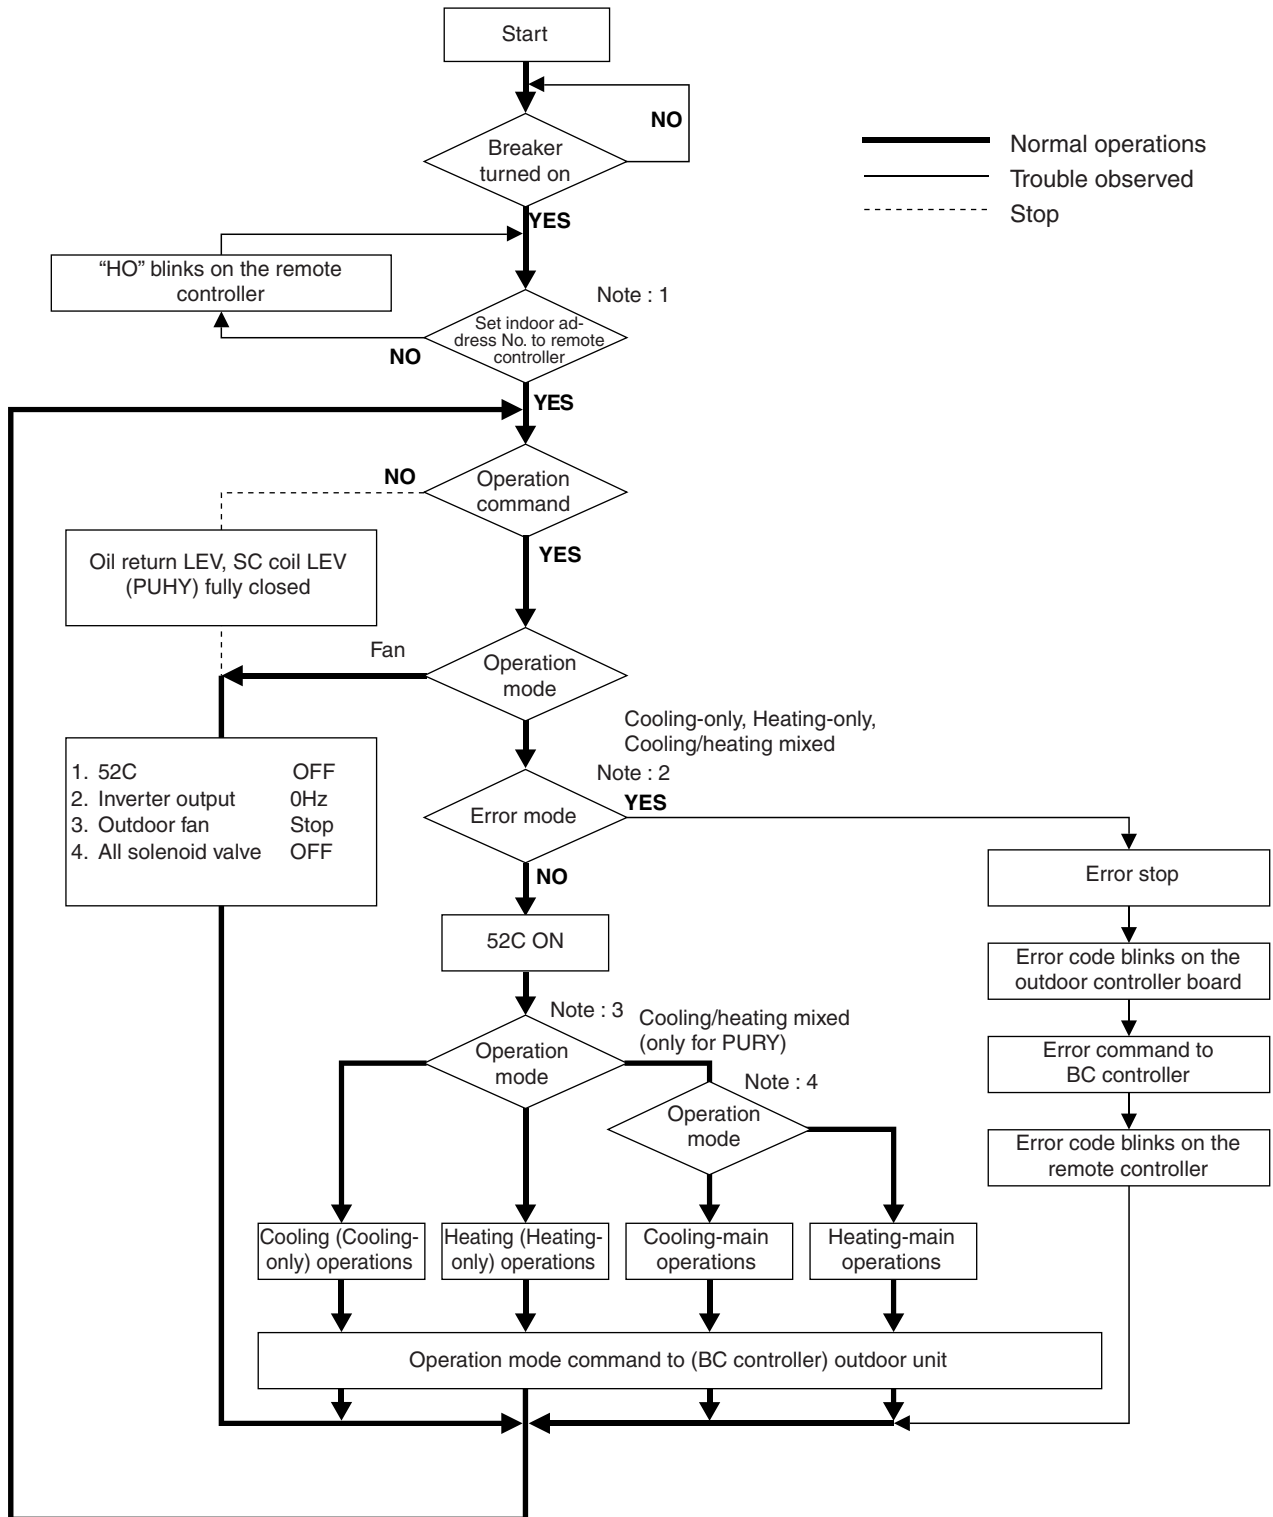 Start
NO
Breaker
turned on
Normal operations
Trouble observed
Stop
YES
“HO” blinks on the remote
controller
Note : 1
Set indoor ad-
dress No. to remote
controller
NO
YES
NO
Operation
command
YES
Oil return LEV, SC coil LEV
(PUHY) fully closed
Fan
Operation
mode
Cooling-only, Heating-only,
Cooling/heating mixed
Note : 2
YES
1. 52C OFF
2. Inverter output 0Hz
3. Outdoor fan Stop
4. All solenoid valve OFF
Error mode
NO
Error stop
52C ON
Error code blinks on the
outdoor controller board
Note : 3
Cooling/heating mixed
(only for PURY)
Operation
mode
Error command to
BC controller
Note : 4
Operation
mode
Error code blinks on the
remote controller
Cooling (Cooling-
only) operations
Heating (Heating-
only) operations
Cooling-main
operations
Heating-main
operations
Operation mode command to (BC controller) outdoor unit